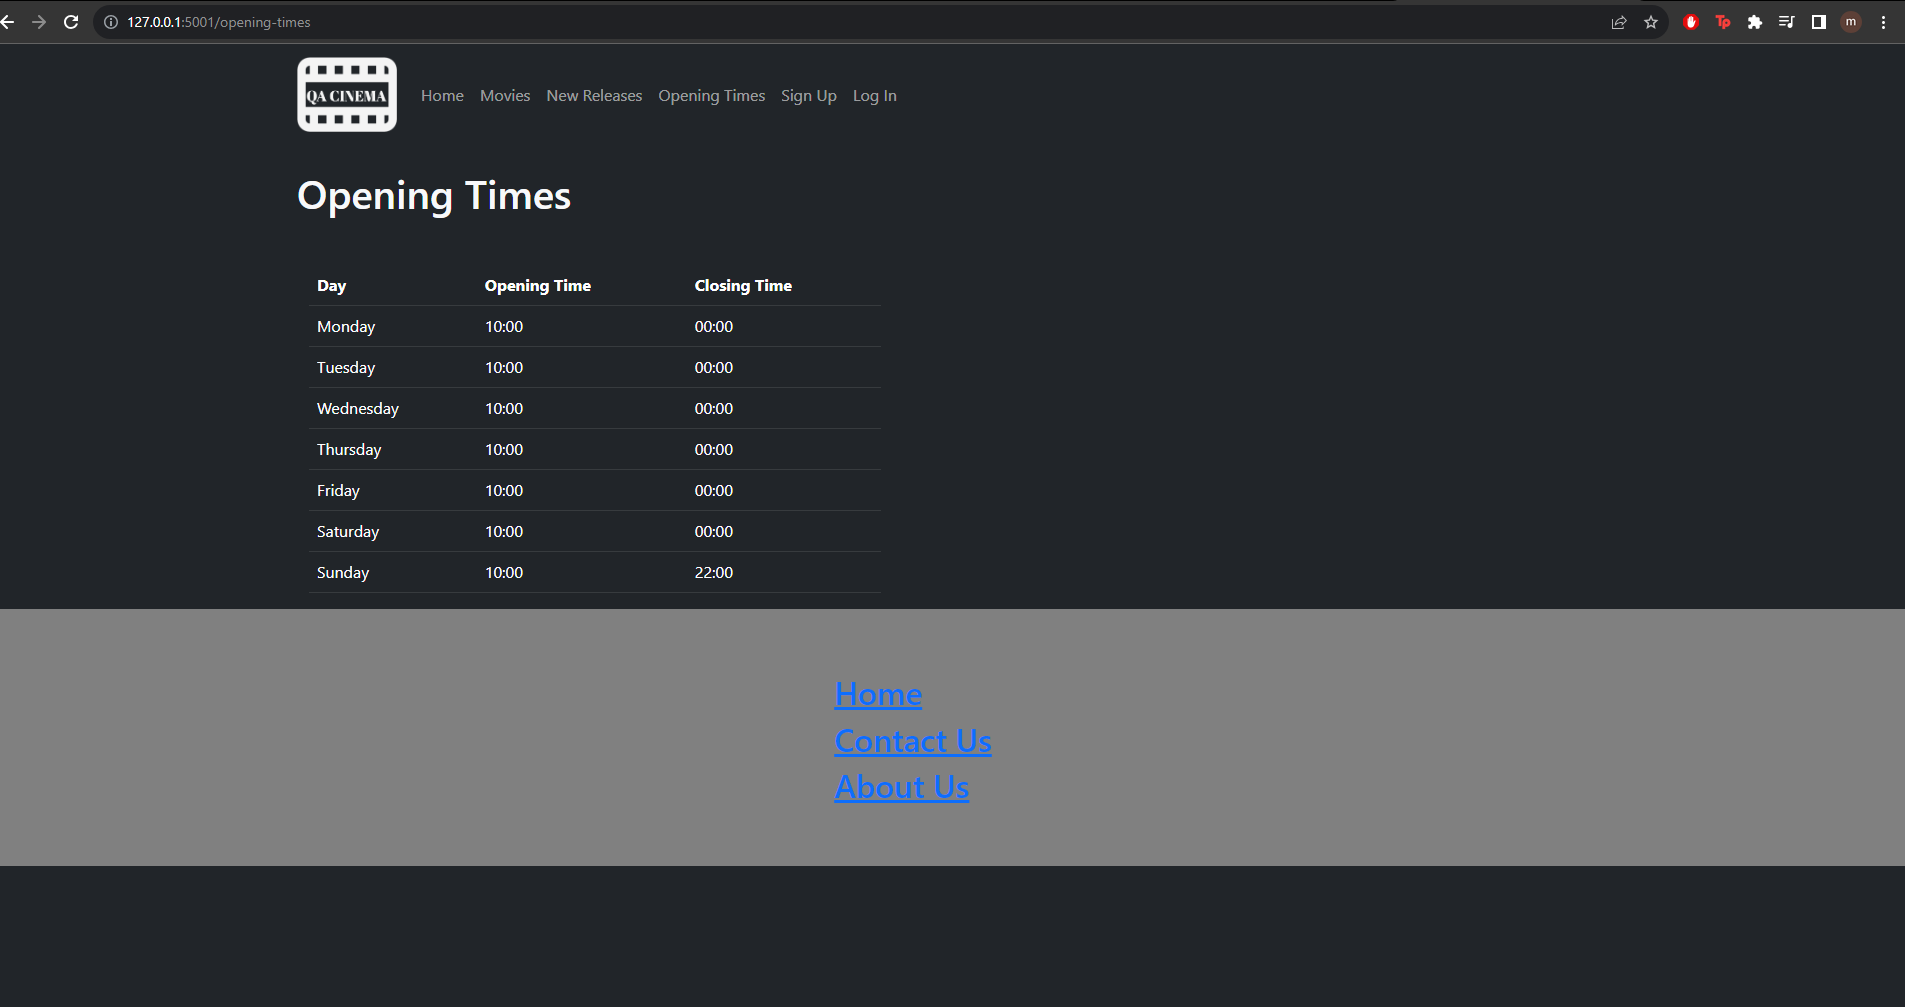 127.0.0.1:5001/opening-times
Tp
m
QA CINEMA
Home Movies New Releases Opening Times Sign Up Log In
Opening Times
Day Opening Time Closing Time
Monday 10:00 00:00
Tuesday 10:00 00:00
Wednesday 10:00 00:00
Thursday 10:00 00:00
Friday 10:00 00:00
Saturday 10:00 00:00
Sunday 10:00 22:00
Home
Contact Us
About Us